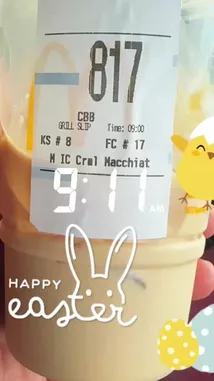 817
CBB
GRILL SLIP Time: 09:00
KS # 8 FC # 17
M IC Crml Macchiat
9:11 AM
HAPPY
easter